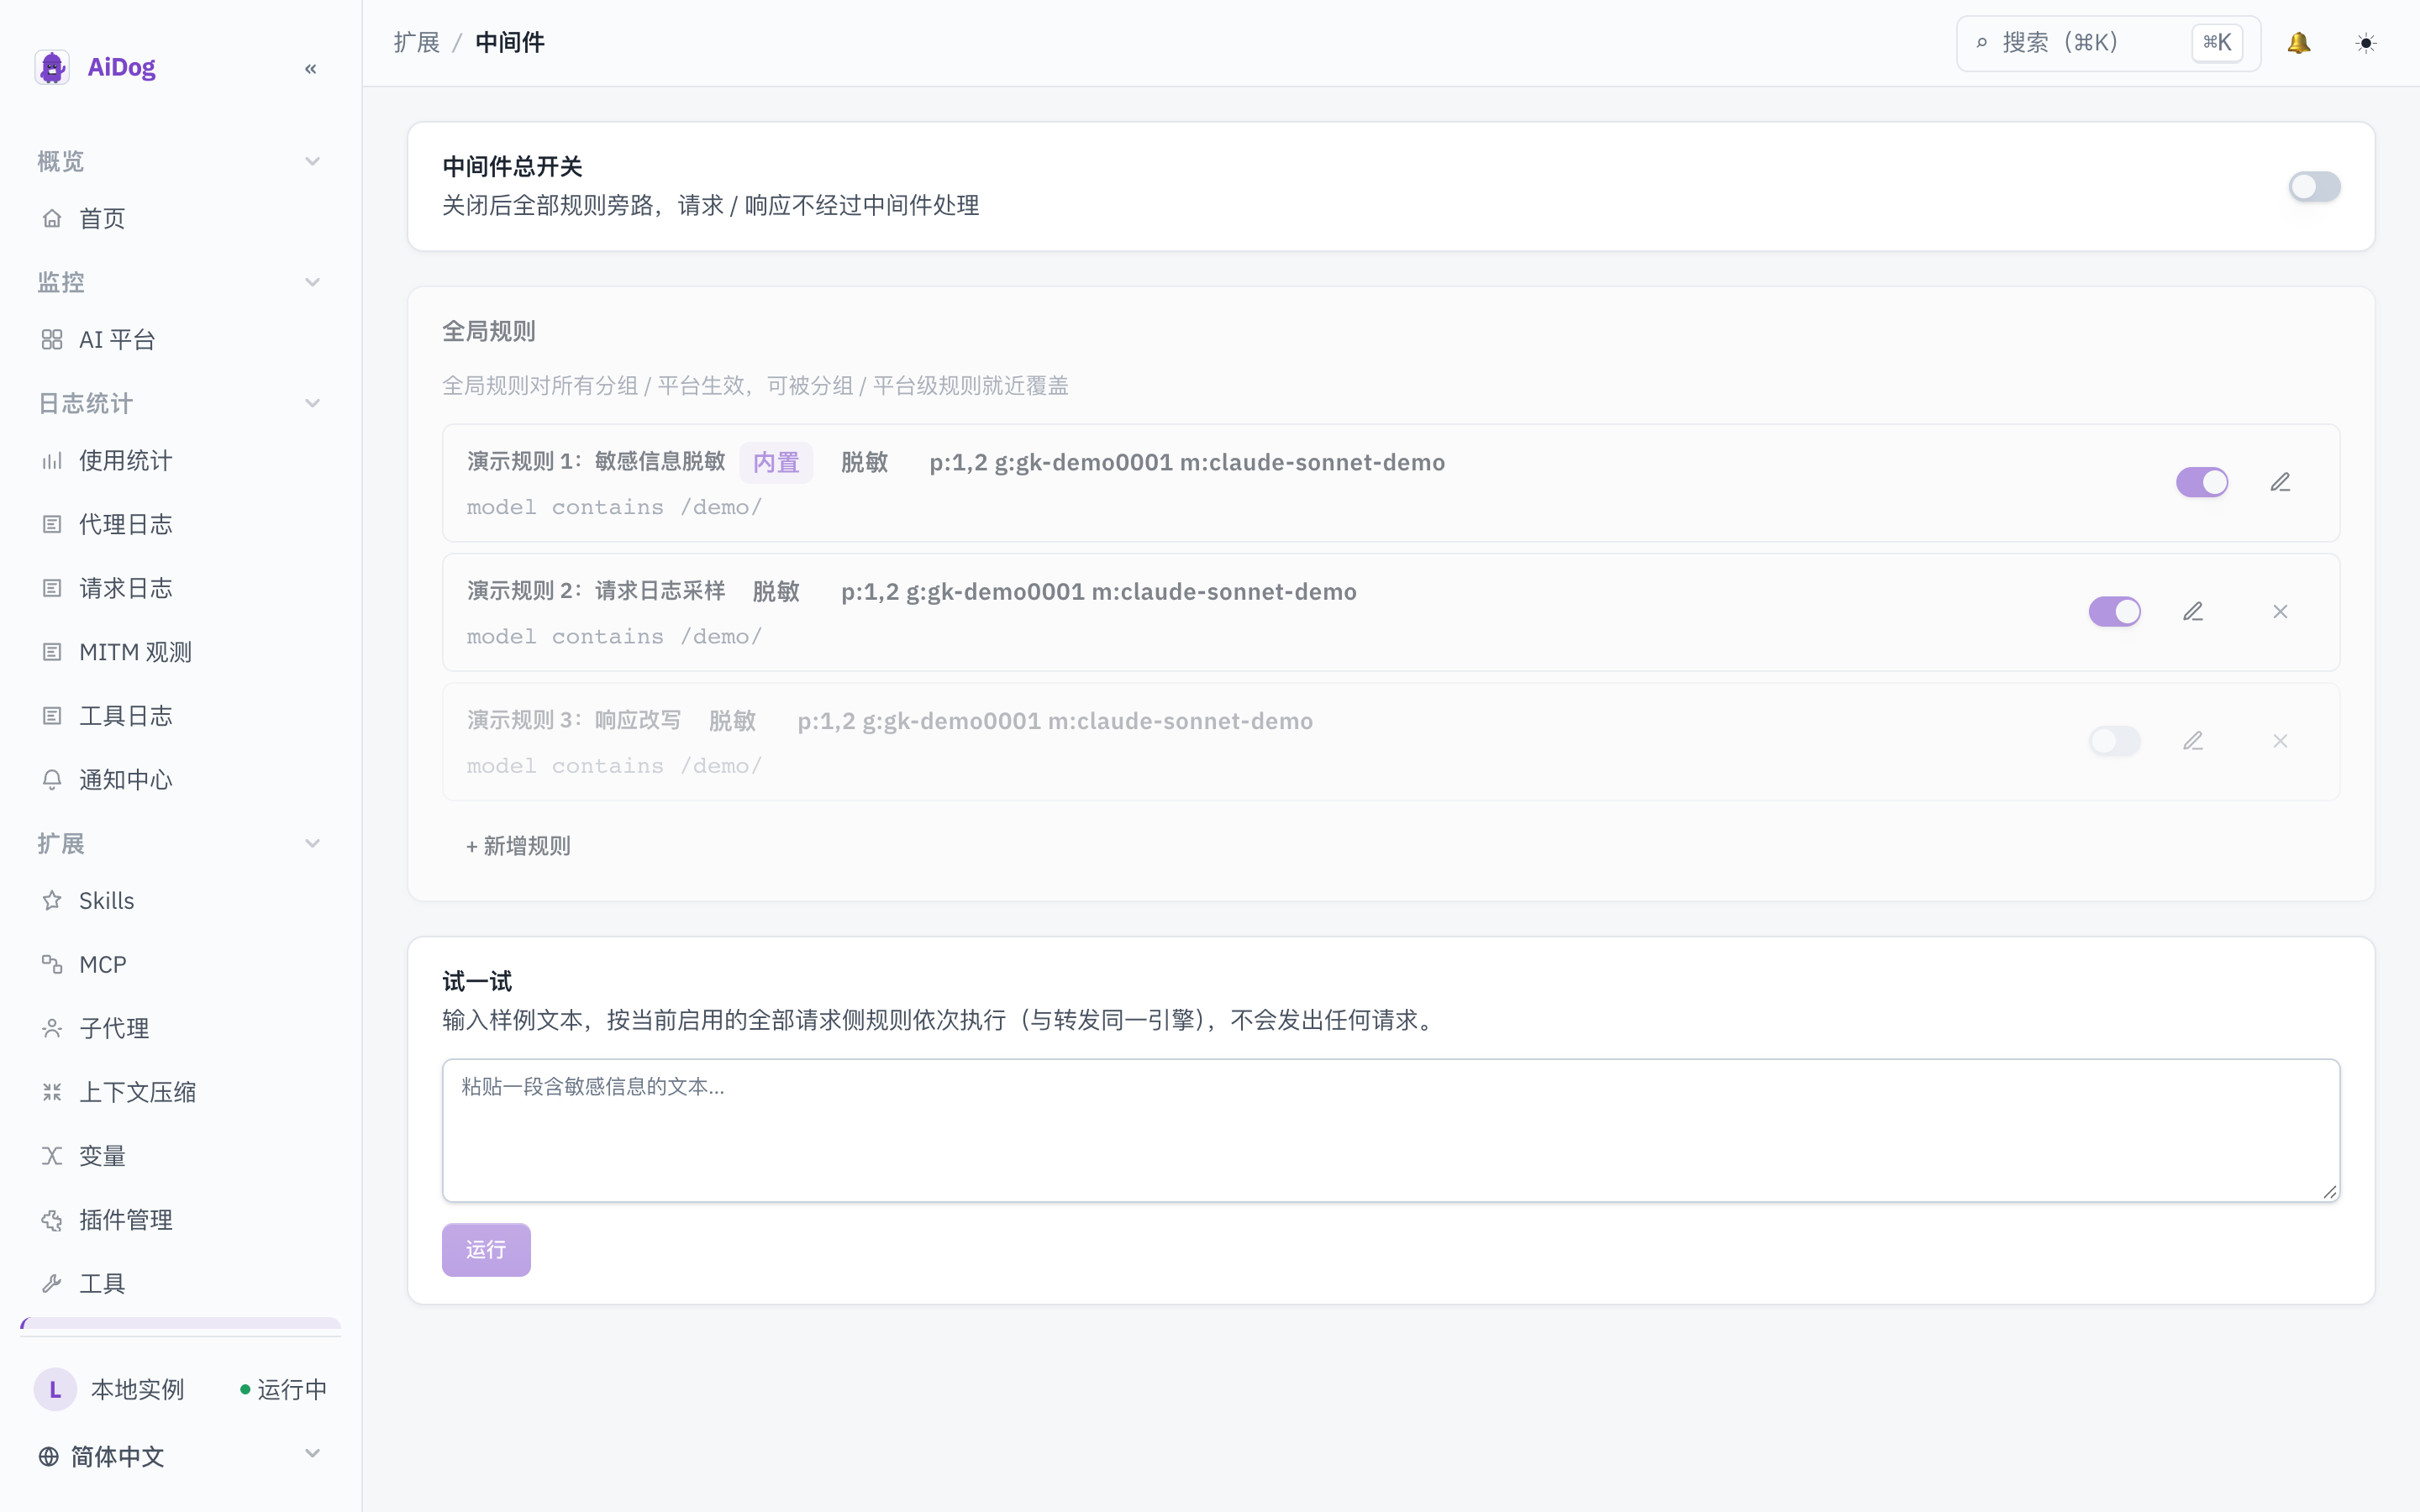 AiDog
«
概览
首页
监控
AI 平台
日志统计
使用统计
代理日志
请求日志
MITM 观测
工具日志
通知中心
扩展
Skills
MCP
子代理
上下文压缩
变量
插件管理
工具
L 本地实例 运行中
简体中文
扩展 / 中间件
搜索（⌘K） ⌘K
中间件总开关
关闭后全部规则旁路，请求 / 响应不经过中间件处理
全局规则
全局规则对所有分组 / 平台生效，可被分组 / 平台级规则就近覆盖
演示规则 1：敏感信息脱敏 内置 脱敏 p:1,2 g:gk-demo0001 m:claude-sonnet-demo
model contains /demo/
演示规则 2：请求日志采样 脱敏 p:1,2 g:gk-demo0001 m:claude-sonnet-demo
model contains /demo/
演示规则 3：响应改写 脱敏 p:1,2 g:gk-demo0001 m:claude-sonnet-demo
model contains /demo/
+ 新增规则
试一试
输入样例文本，按当前启用的全部请求侧规则依次执行（与转发同一引擎），不会发出任何请求。
粘贴一段含敏感信息的文本...
运行